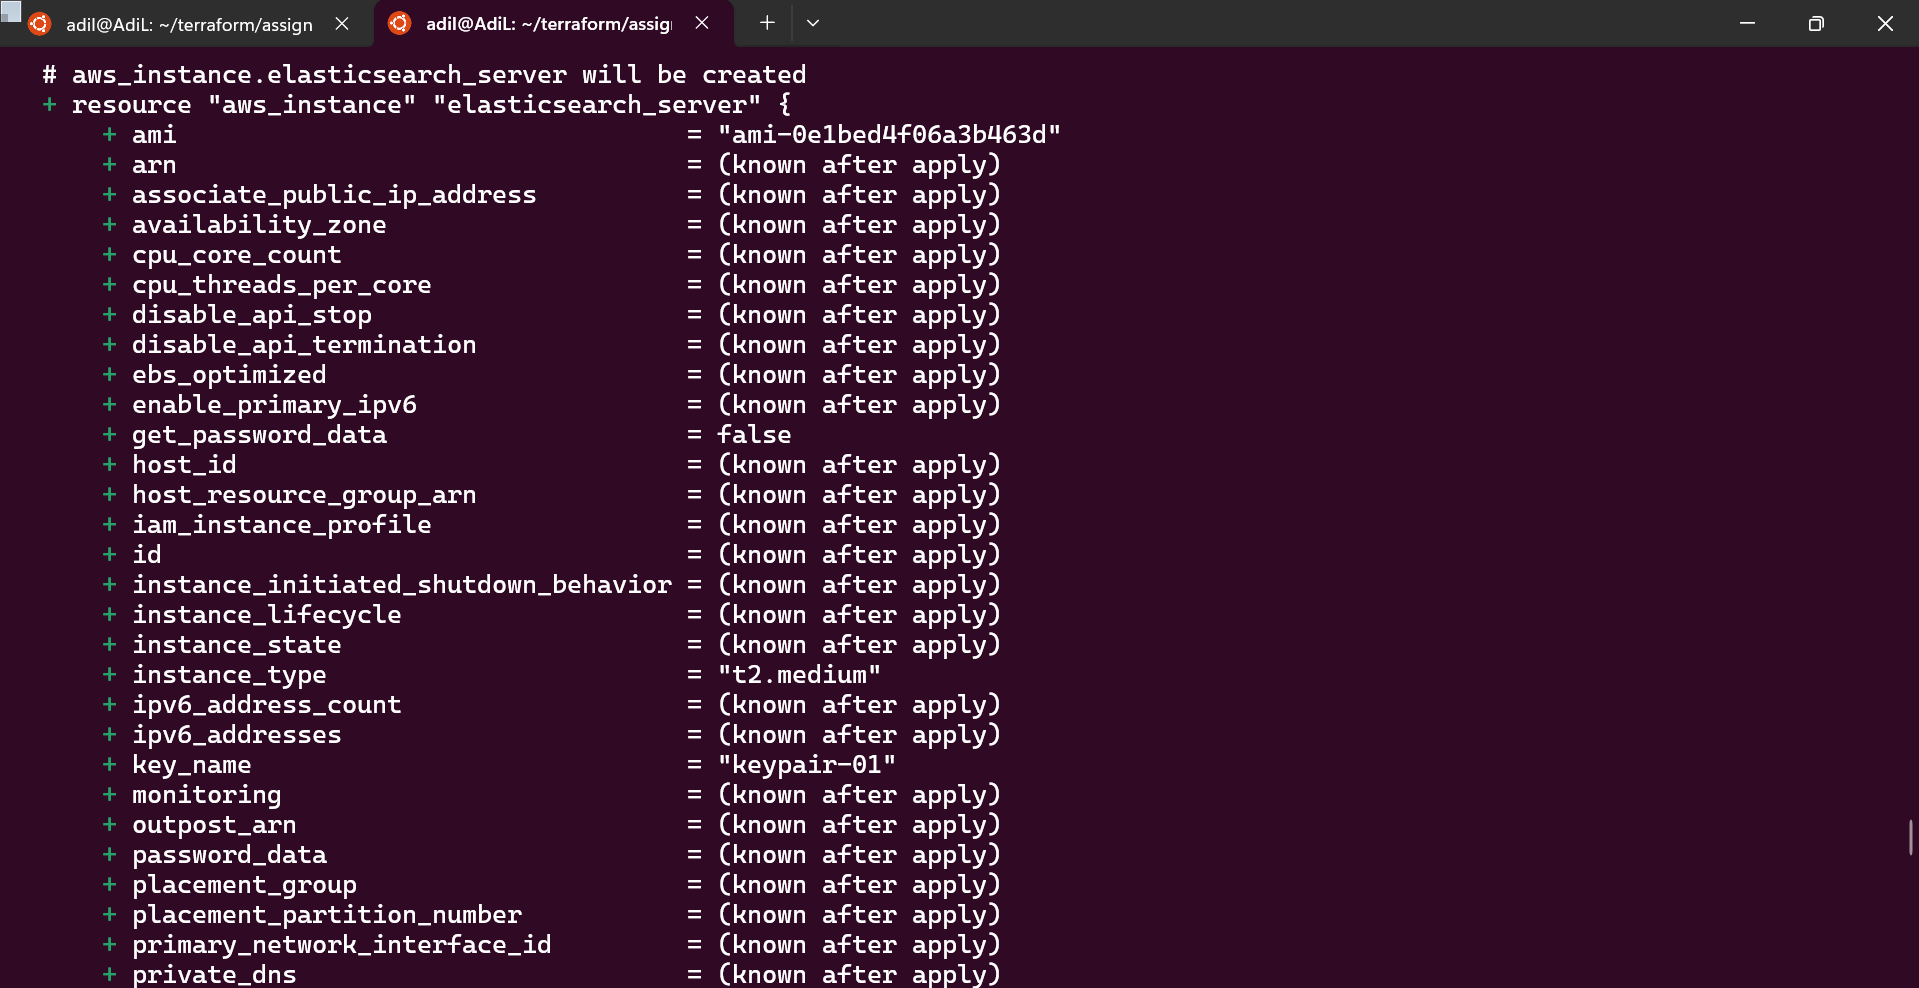 adil@AdiL: ~/terraform/assign
adil@AdiL: ~/terraform/assig
# aws_instance.elasticsearch_server will be created
+ resource "aws_instance" "elasticsearch_server" {
+ ami = "ami-0e1bed4f06a3b463d"
+ arn = (known after apply)
+ associate_public_ip_address = (known after apply)
+ availability_zone = (known after apply)
+ cpu_core_count = (known after apply)
+ cpu_threads_per_core = (known after apply)
+ disable_api_stop = (known after apply)
+ disable_api_termination = (known after apply)
+ ebs_optimized = (known after apply)
+ enable_primary_ipv6 = (known after apply)
+ get_password_data = false
+ host_id = (known after apply)
+ host_resource_group_arn = (known after apply)
+ iam_instance_profile = (known after apply)
+ id = (known after apply)
+ instance_initiated_shutdown_behavior = (known after apply)
+ instance_lifecycle = (known after apply)
+ instance_state = (known after apply)
+ instance_type = "t2.medium"
+ ipv6_address_count = (known after apply)
+ ipv6_addresses = (known after apply)
+ key_name = "keypair-01"
+ monitoring = (known after apply)
+ outpost_arn = (known after apply)
+ password_data = (known after apply)
+ placement_group = (known after apply)
+ placement_partition_number = (known after apply)
+ primary_network_interface_id = (known after apply)
+ private_dns = (known after apply)